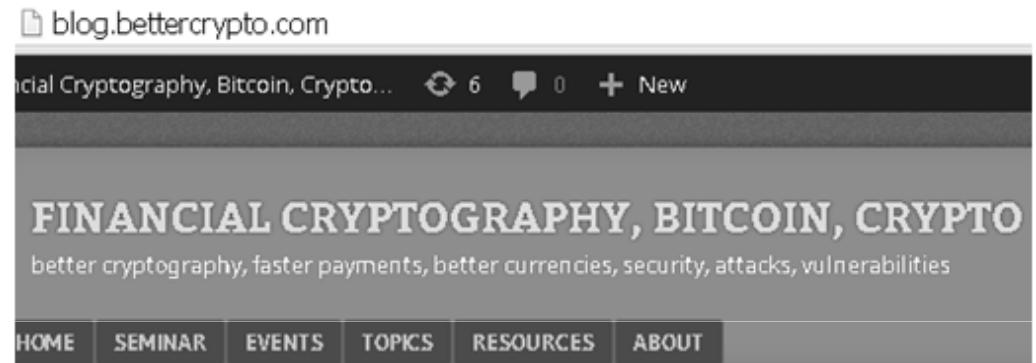 blog.bettercrypto.com
ncial Cryptography, Bitcoin, Crypto... 6 0 + New
FINANCIAL CRYPTOGRAPHY, BITCOIN, CRYPTO
better cryptography, faster payments, better currencies, security, attacks, vulnerabilities
HOME SEMINAR EVENTS TOPICS RESOURCES ABOUT